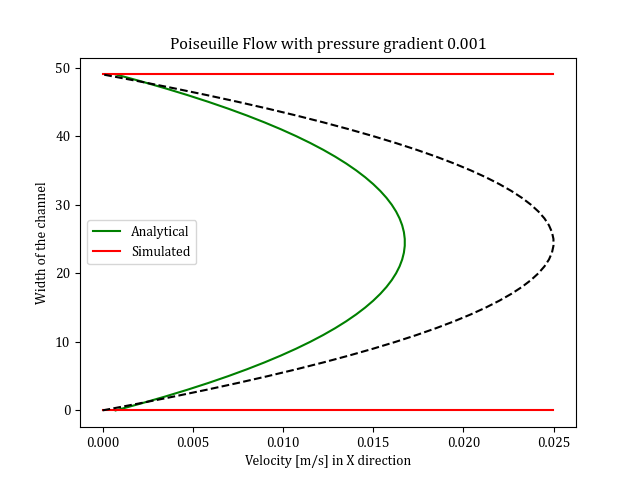 Poiseuille Flow with pressure gradient 0.001
50
40
30
20
10
0
Width of the channel
Analytical
Simulated
0.000 0.005 0.010 0.015 0.020 0.025
Velocity [m/s] in X direction